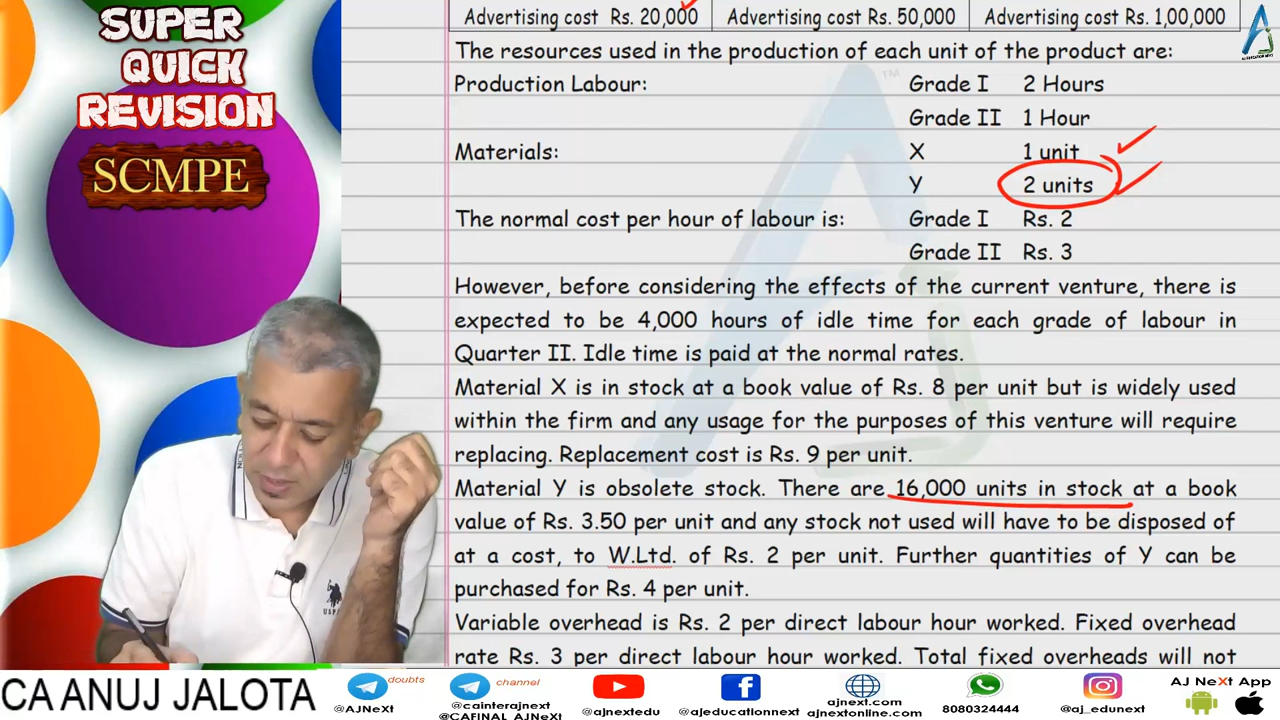 SUPER
QUICK
REVISION
SCMPE
Advertising cost Rs. 20,000 Advertising cost Rs. 50,000 Advertising cost Rs. 1,00,000
The resources used in the production of each unit of the product are:
Production Labour: Grade I 2 Hours
Grade II 1 Hour
Materials: X 1 unit
Y 2 units
The normal cost per hour of labour is: Grade I Rs. 2
Grade II Rs. 3
However, before considering the effects of the current venture, there is
expected to be 4,000 hours of idle time for each grade of labour in
Quarter II. Idle time is paid at the normal rates.
Material X is in stock at a book value of Rs. 8 per unit but is widely used
within the firm and any usage for the purposes of this venture will require
replacing. Replacement cost is Rs. 9 per unit.
Material Y is obsolete stock. There are 16,000 units in stock at a book
value of Rs. 3.50 per unit and any stock not used will have to be disposed of
at a cost, to W.Ltd. of Rs. 2 per unit. Further quantities of Y can be
purchased for Rs. 4 per unit.
Variable overhead is Rs. 2 per direct labour hour worked. Fixed overhead
rate Rs. 3 per direct labour hour worked. Total fixed overheads will not
CA ANUJ JALOTA
doubts
@AJNeXt
channel
@cainterajnext
@CAFINAL_AJNeXt
@ajnextedu
@ajeducationnext
ajnext.com
ajnextonline.com
8080324444
@aj_edunext
AJ NeXt App